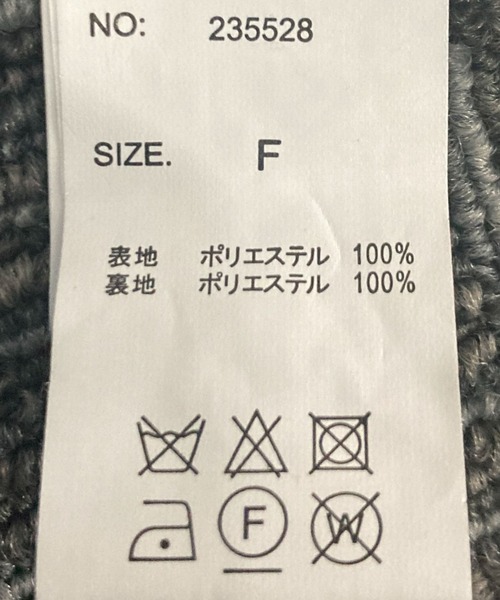 NO: 235528
SIZE. F
表地 ポリエステル 100%
裏地 ポリエステル 100%
F W